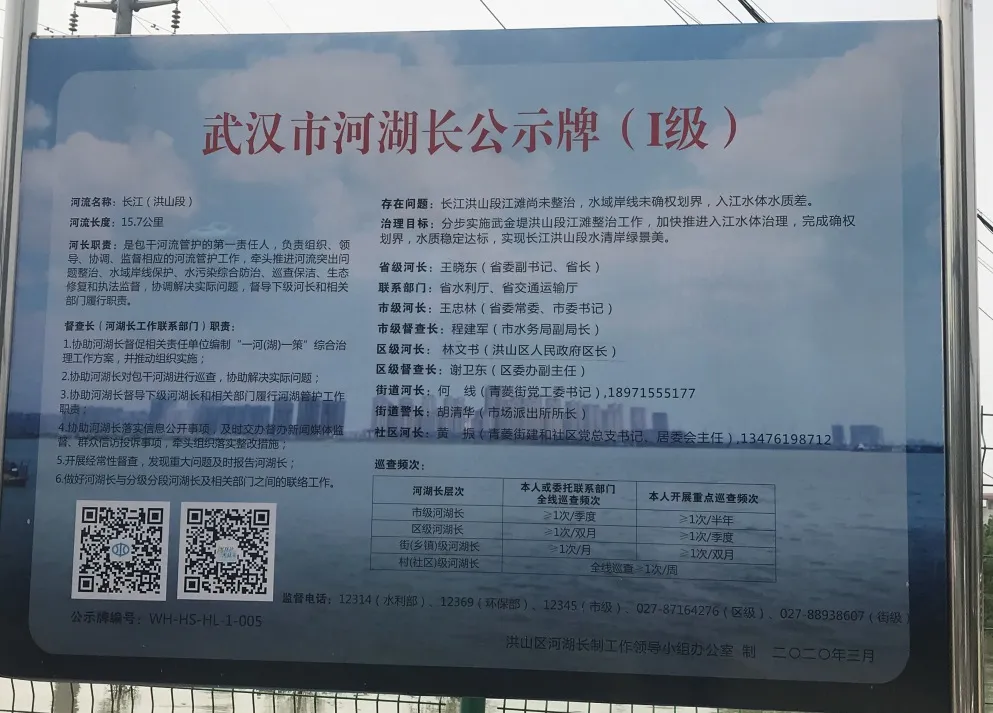 武汉市河湖长公示牌（I级）
河流名称：长江（洪山段）
河流长度：15.7公里
河长职责：是包干河流管护的第一责任人，负责组织、领
导、协调、监督相应的河流管护工作，牵头推进河流突出问
题整治、水域岸线保护、水污染综合防治、巡查保洁、生态
修复和执法监督，协调解决实际问题，督导下级河长和相关
部门履行职责。
督查长（河湖长工作联系部门）职责：
1.协助河湖长督促相关责任单位编制“一河(湖)一策”综合治
理工作方案，并推动组织实施；
2.协助河湖长对包干河湖进行巡查，协助解决实际问题；
3.协助河湖长督导下级河湖长和相关部门履行河湖管护工作
职责；
4.协助河湖长落实信息公开事项，及时交办督办新闻媒体监
督、群众信访投诉事项，牵头组织落实整改措施；
5.开展经常性督查，发现重大问题及时报告河湖长；
6.做好河湖长与分级分段河湖长及相关部门之间的联络工作。
公示牌编号：WH-HS-HL-1-005
存在问题：长江洪山段江滩尚未整治，水域岸线未确权划界，入江水体水质差。
治理目标：分步实施武金堤洪山段江滩整治工作，加快推进入江水体治理，完成确权
划界，水质稳定达标，实现长江洪山段水清岸绿景美。
省级河长：王晓东（省委副书记、省长）
联系部门：省水利厅、省交通运输厅
市级河长：王忠林（省委常委、市委书记）
市级督查长：程建军（市水务局副局长）
区级河长：林文书（洪山区人民政府区长）
区级督查长：谢卫东（区委办副主任）
街道河长：何 线（青菱街党工委书记）,18971555177
街道警长：胡清华（市场派出所所长）
社区河长：黄 振（青菱街建和社区党总支书记、居委会主任）,13476198712
巡查频次：
河湖长层次 本人或委托联系部门全线巡查频次 本人开展重点巡查频次
市级河湖长 ≥1次/季度 ≥1次/半年
区级河湖长 ≥1次/双月 ≥1次/季度
街(乡镇)级河湖长 ≥1次/月 ≥1次/双月
村(社区)级河湖长 全线巡查≥1次/周
监督电话：12314（水利部）、12369（环保部）、12345（市级）、027-87164276（区级）、027-88938607（街级）
洪山区河湖长制工作领导小组办公室 制 二〇二〇年三月